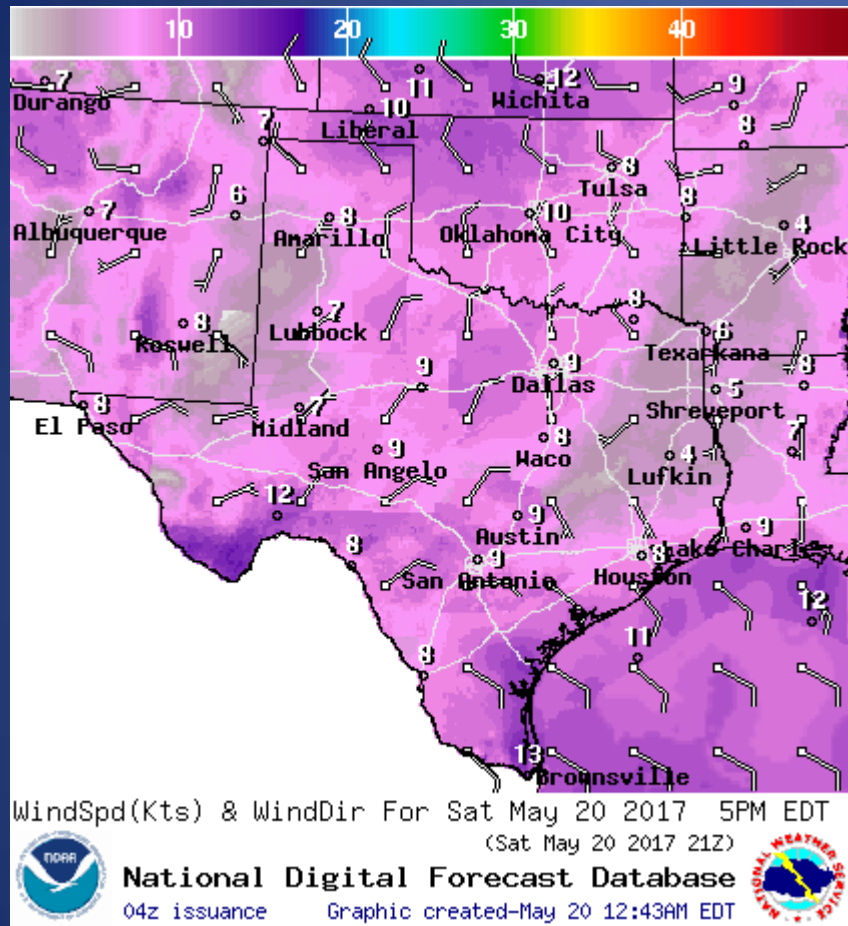 10 20 30 40
7 11 12 9
Durango Wichita
10
Liberal
7 8
8
Tulsa
7 6 8 10 8 4
Albuquerque Amarillo Oklahoma City Little Rock
8 7 8 6
Roswell Lubbock Texarkana
9 9 8
Dallas
8 7 5
El Paso Midland Shreveport
9 8 4 7
San Angelo Waco Lufkin
12 9 9
Austin Lake Charles
8 9 8
San Antonio Houston
12
11
8
13
Brownsville
WindSpd(Kts) & WindDir For Sat May 20 2017 5PM EDT
(Sat May 20 2017 21Z)
NOAA
NATIONAL WEATHER SERVICE
National Digital Forecast Database
04z issuance Graphic created-May 20 12:43AM EDT